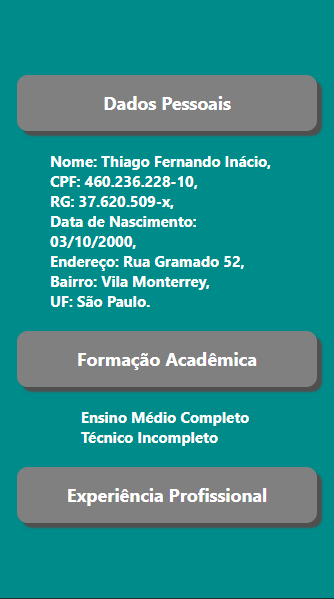 Dados Pessoais
Nome: Thiago Fernando Inácio,
CPF: 460.236.228-10,
RG: 37.620.509-x,
Data de Nascimento:
03/10/2000,
Endereço: Rua Gramado 52,
Bairro: Vila Monterrey,
UF: São Paulo.
Formação Acadêmica
Ensino Médio Completo
Técnico Incompleto
Experiência Profissional